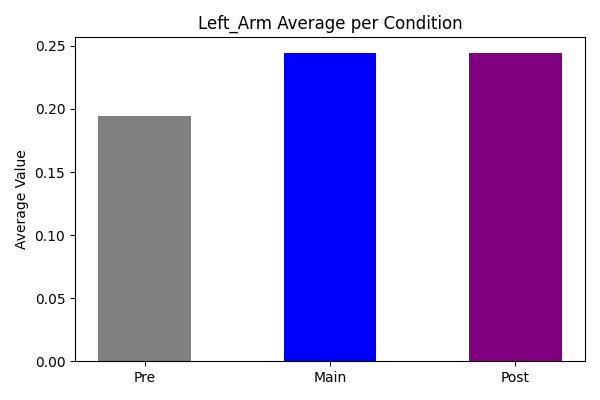 Left_Arm Average per Condition
Average Value
0.25
0.20
0.15
0.10
0.05
0.00
Pre
Main
Post